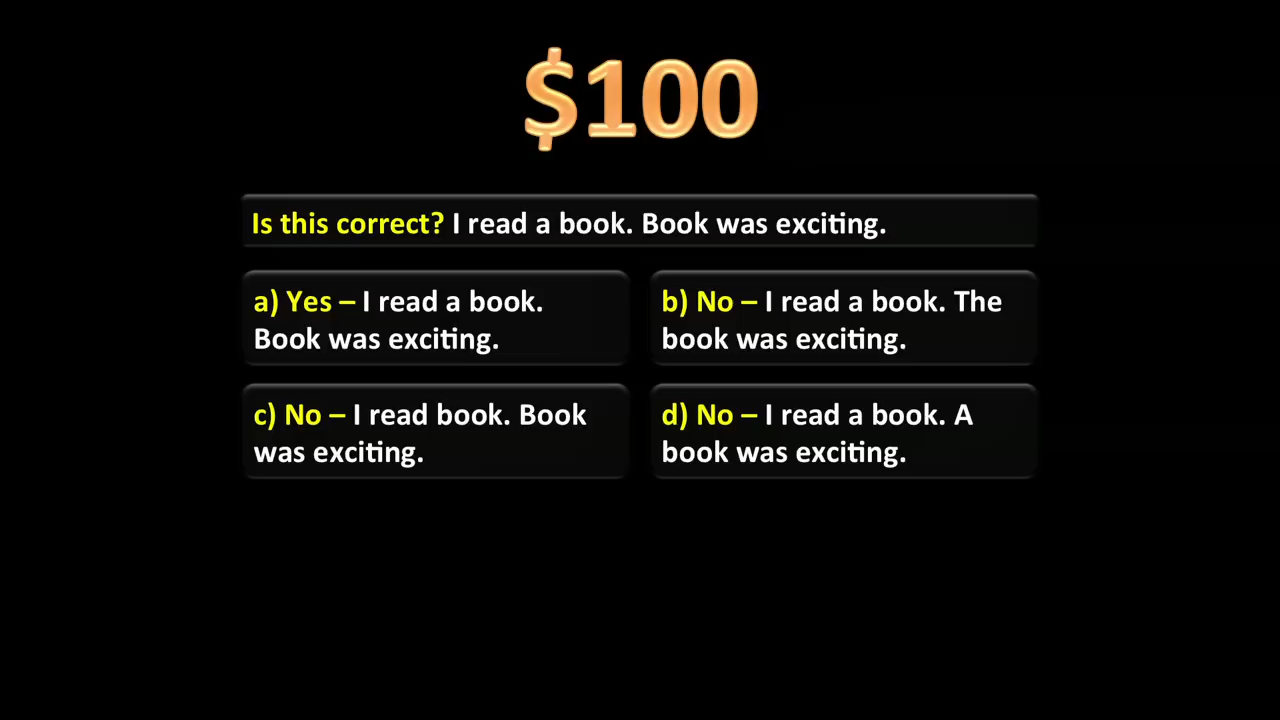 $100
Is this correct? I read a book. Book was exciting.
a) Yes – I read a book.
Book was exciting.
b) No – I read a book. The
book was exciting.
c) No – I read book. Book
was exciting.
d) No – I read a book. A
book was exciting.